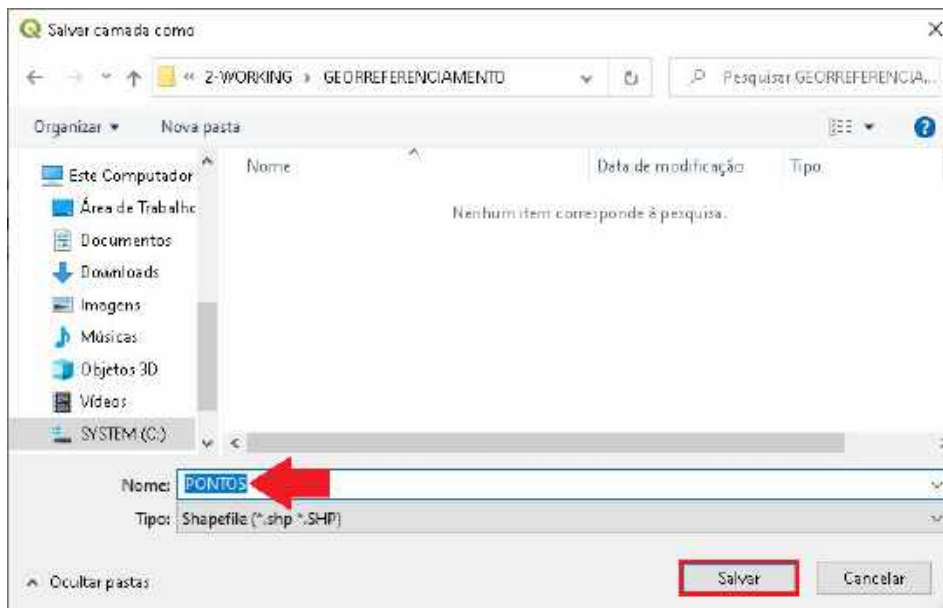 Salvar camada como
« 2-WORKING › GEORREFERENCIAMENTO
Pesquisar GEORREFERENCIA...
Organizar
Nova pasta
Nome
Data de modificação
Tipo
Este Computador
Área de Trabalho
Documentos
Downloads
Imagens
Músicas
Objetos 3D
Vídeos
SYSTEM (C:)
Nenhum item corresponde à pesquisa.
Nome: PONTOS
Tipo: Shapefile (*.shp *.SHP)
Ocultar pastas
Salvar
Cancelar